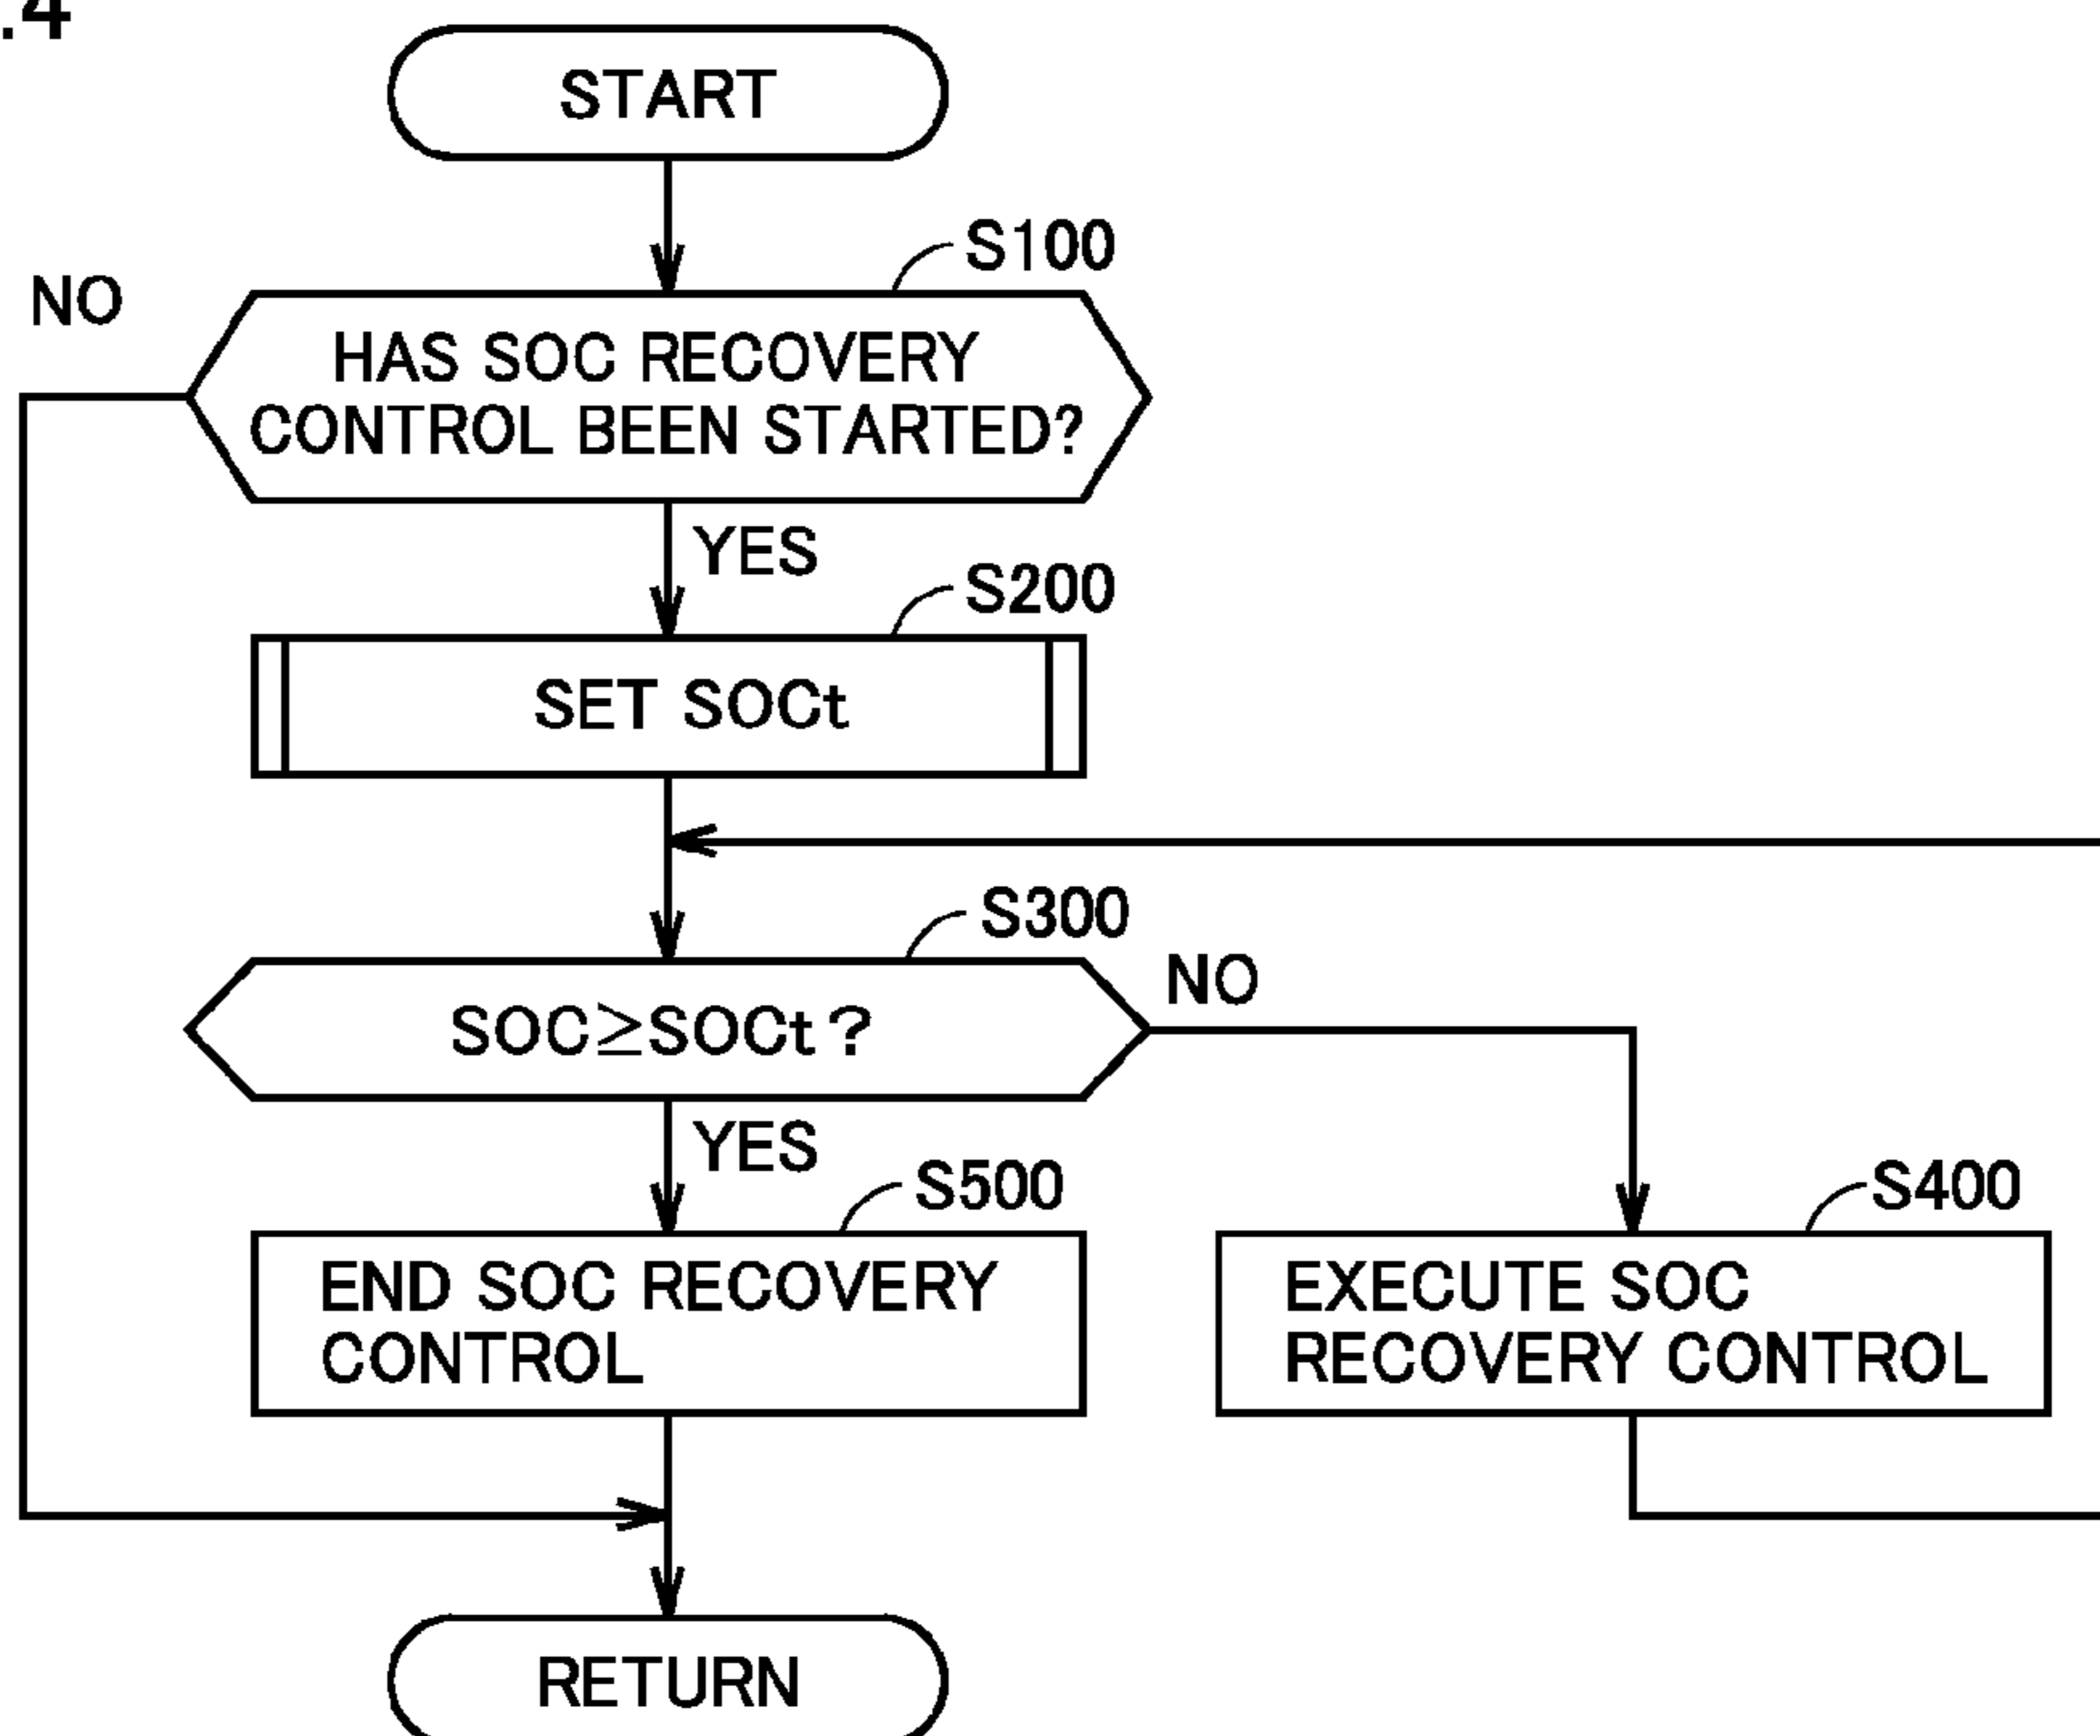 .4
START
S100
NO
HAS SOC RECOVERY
CONTROL BEEN STARTED?
YES
S200
SET SOCt
S300
NO
SOC≧SOCt ?
YES
S500
S400
END SOC RECOVERY
CONTROL
EXECUTE SOC
RECOVERY CONTROL
RETURN